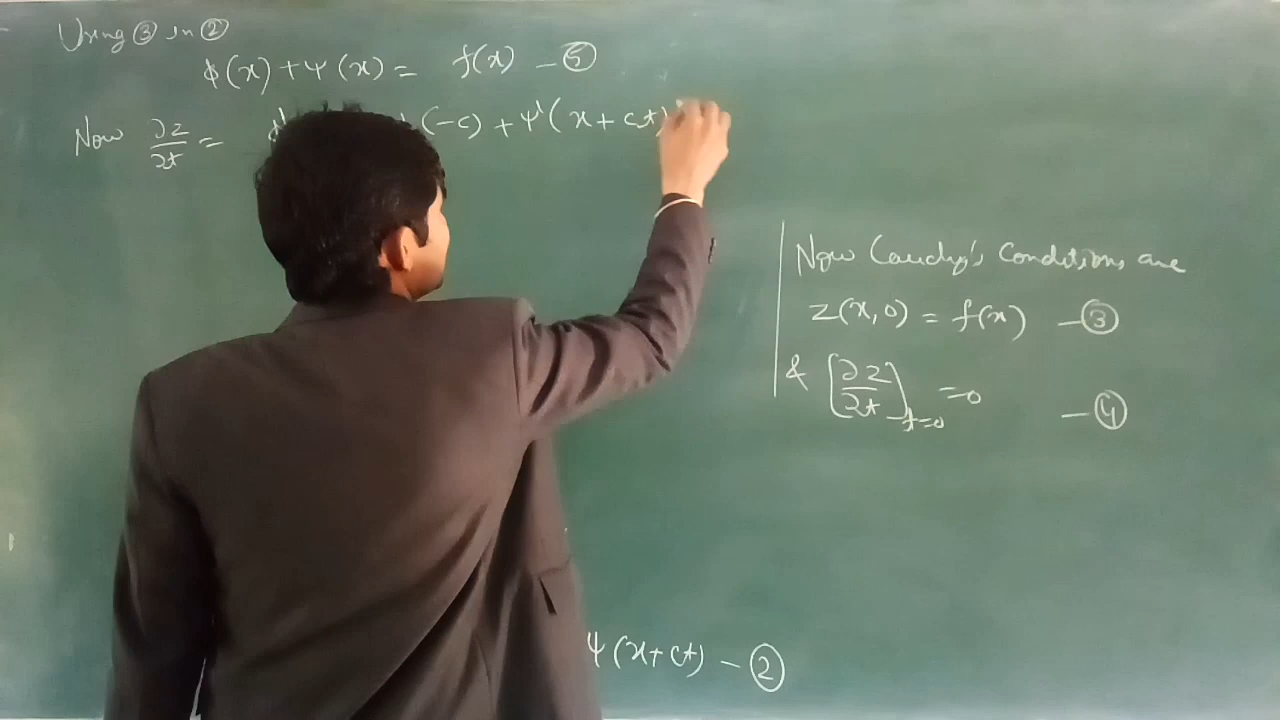 Using ③ in ②
ϕ(x) + ψ(x) = f(x) - ⑤
Now ∂z/∂t = (-c) + ψ'(x + ct)
Now Cauchy's Conditions are
z(x,0) = f(x) - ③
& [∂z/∂t]t=0 = 0 - ④
ψ(x+ct) - ②